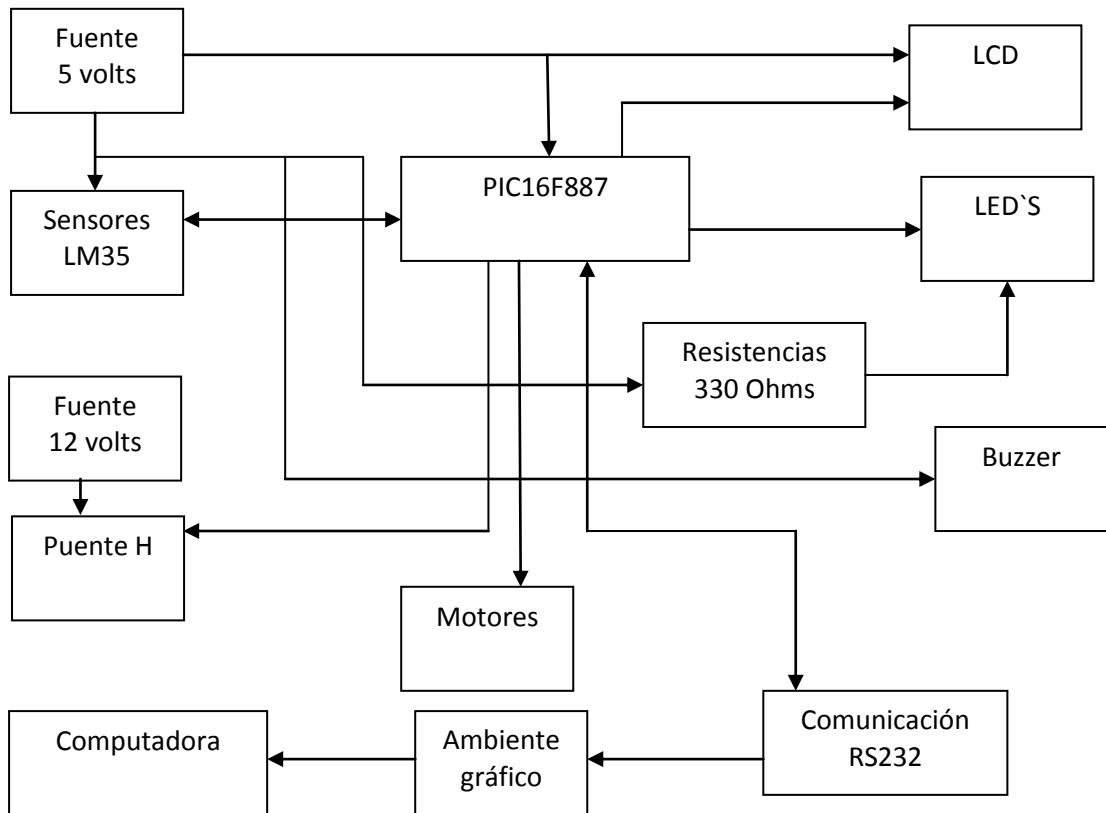 Fuente
5 volts
LCD
PIC16F887
Sensores
LM35
LED`S
Resistencias
330 Ohms
Fuente
12 volts
Buzzer
Puente H
Motores
Comunicación
RS232
Computadora
Ambiente
gráfico